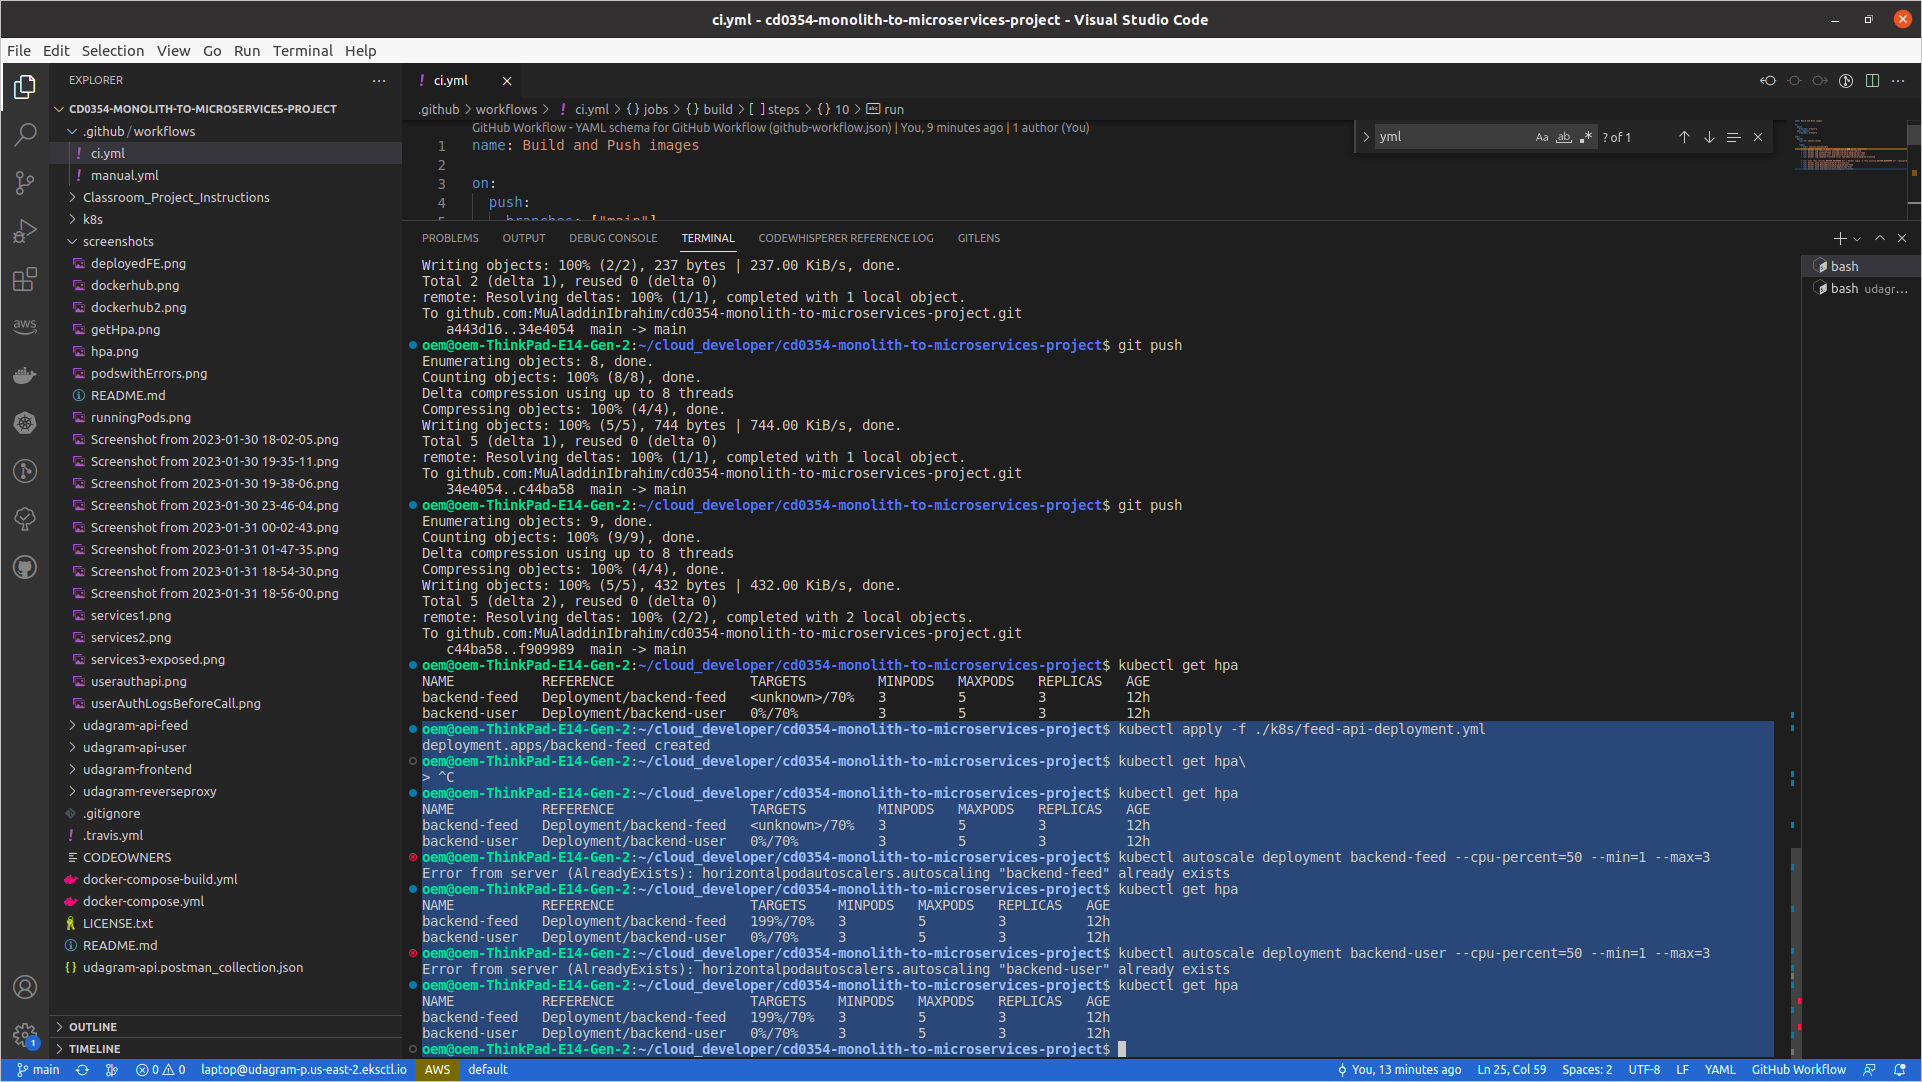 ci.yml - cd0354-monolith-to-microservices-project - Visual Studio Code
File Edit Selection View Go Run Terminal Help
EXPLORER
CD0354-MONOLITH-TO-MICROSERVICES-PROJECT
.github/workflows
ci.yml
manual.yml
Classroom_Project_Instructions
k8s
screenshots
deployedFE.png
dockerhub.png
dockerhub2.png
getHpa.png
hpa.png
podswithErrors.png
README.md
runningPods.png
Screenshot from 2023-01-30 18-02-05.png
Screenshot from 2023-01-30 19-35-11.png
Screenshot from 2023-01-30 19-38-06.png
Screenshot from 2023-01-30 23-46-04.png
Screenshot from 2023-01-31 00-02-43.png
Screenshot from 2023-01-31 01-47-35.png
Screenshot from 2023-01-31 18-54-30.png
Screenshot from 2023-01-31 18-56-00.png
services1.png
services2.png
services3-exposed.png
userauthapi.png
userAuthLogsBeforeCall.png
udagram-api-feed
udagram-api-user
udagram-frontend
udagram-reverseproxy
.gitignore
.travis.yml
CODEOWNERS
docker-compose-build.yml
docker-compose.yml
LICENSE.txt
README.md
udagram-api.postman_collection.json
OUTLINE
TIMELINE
aws
1
ci.yml
.github > workflows > ci.yml > {} jobs > {} build > [ ] steps > {} 10 > abc run
GitHub Workflow - YAML schema for GitHub Workflow (github-workflow.json) | You, 9 minutes ago | 1 author (You)
1 name: Build and Push images
2
3 on:
4 push:
5 branches: ["main"]
yml Aa ab .* ? of 1
PROBLEMS OUTPUT DEBUG CONSOLE TERMINAL CODEWHISPERER REFERENCE LOG GITLENS
bash
bash udagr...
Writing objects: 100% (2/2), 237 bytes | 237.00 KiB/s, done.
Total 2 (delta 1), reused 0 (delta 0)
remote: Resolving deltas: 100% (1/1), completed with 1 local object.
To github.com:MuAladdinIbrahim/cd0354-monolith-to-microservices-project.git
a443d16..34e4054 main -> main
oem@oem-ThinkPad-E14-Gen-2:~/cloud_developer/cd0354-monolith-to-microservices-project$ git push
Enumerating objects: 8, done.
Counting objects: 100% (8/8), done.
Delta compression using up to 8 threads
Compressing objects: 100% (4/4), done.
Writing objects: 100% (5/5), 744 bytes | 744.00 KiB/s, done.
Total 5 (delta 1), reused 0 (delta 0)
remote: Resolving deltas: 100% (1/1), completed with 1 local object.
To github.com:MuAladdinIbrahim/cd0354-monolith-to-microservices-project.git
34e4054..c44ba58 main -> main
oem@oem-ThinkPad-E14-Gen-2:~/cloud_developer/cd0354-monolith-to-microservices-project$ git push
Enumerating objects: 9, done.
Counting objects: 100% (9/9), done.
Delta compression using up to 8 threads
Compressing objects: 100% (4/4), done.
Writing objects: 100% (5/5), 432 bytes | 432.00 KiB/s, done.
Total 5 (delta 2), reused 0 (delta 0)
remote: Resolving deltas: 100% (2/2), completed with 2 local objects.
To github.com:MuAladdinIbrahim/cd0354-monolith-to-microservices-project.git
c44ba58..f909989 main -> main
oem@oem-ThinkPad-E14-Gen-2:~/cloud_developer/cd0354-monolith-to-microservices-project$ kubectl get hpa
NAME REFERENCE TARGETS MINPODS MAXPODS REPLICAS AGE
backend-feed Deployment/backend-feed <unknown>/70% 3 5 3 12h
backend-user Deployment/backend-user 0%/70% 3 5 3 12h
oem@oem-ThinkPad-E14-Gen-2:~/cloud_developer/cd0354-monolith-to-microservices-project$ kubectl apply -f ./k8s/feed-api-deployment.yml
deployment.apps/backend-feed created
oem@oem-ThinkPad-E14-Gen-2:~/cloud_developer/cd0354-monolith-to-microservices-project$ kubectl get hpa\
> ^C
oem@oem-ThinkPad-E14-Gen-2:~/cloud_developer/cd0354-monolith-to-microservices-project$ kubectl get hpa
NAME REFERENCE TARGETS MINPODS MAXPODS REPLICAS AGE
backend-feed Deployment/backend-feed <unknown>/70% 3 5 3 12h
backend-user Deployment/backend-user 0%/70% 3 5 3 12h
oem@oem-ThinkPad-E14-Gen-2:~/cloud_developer/cd0354-monolith-to-microservices-project$ kubectl autoscale deployment backend-feed --cpu-percent=50 --min=1 --max=3
Error from server (AlreadyExists): horizontalpodautoscalers.autoscaling "backend-feed" already exists
oem@oem-ThinkPad-E14-Gen-2:~/cloud_developer/cd0354-monolith-to-microservices-project$ kubectl get hpa
NAME REFERENCE TARGETS MINPODS MAXPODS REPLICAS AGE
backend-feed Deployment/backend-feed 199%/70% 3 5 3 12h
backend-user Deployment/backend-user 0%/70% 3 5 3 12h
oem@oem-ThinkPad-E14-Gen-2:~/cloud_developer/cd0354-monolith-to-microservices-project$ kubectl autoscale deployment backend-user --cpu-percent=50 --min=1 --max=3
Error from server (AlreadyExists): horizontalpodautoscalers.autoscaling "backend-user" already exists
oem@oem-ThinkPad-E14-Gen-2:~/cloud_developer/cd0354-monolith-to-microservices-project$ kubectl get hpa
NAME REFERENCE TARGETS MINPODS MAXPODS REPLICAS AGE
backend-feed Deployment/backend-feed 199%/70% 3 5 3 12h
backend-user Deployment/backend-user 0%/70% 3 5 3 12h
oem@oem-ThinkPad-E14-Gen-2:~/cloud_developer/cd0354-monolith-to-microservices-project$
main 0 0 laptop@udagram-p.us-east-2.eksctl.io AWS default You, 13 minutes ago Ln 25, Col 59 Spaces: 2 UTF-8 LF YAML GitHub Workflow